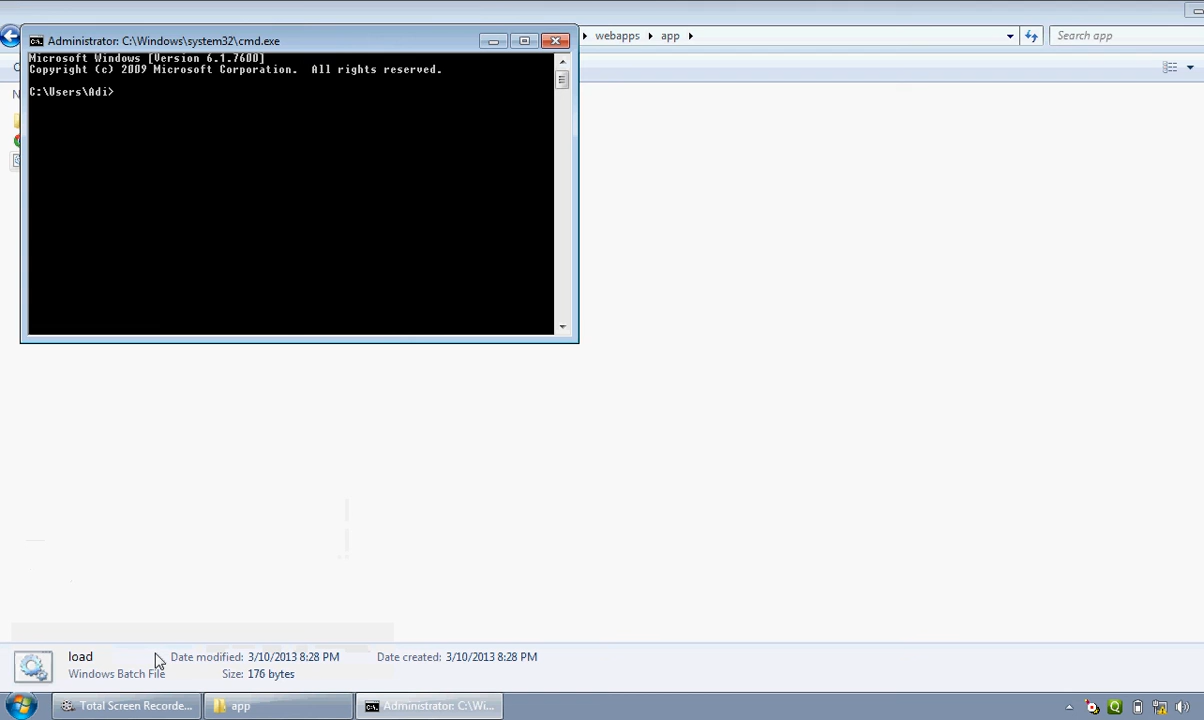 Administrator: C:\Windows\system32\cmd.exe
webapps app
Search app
Microsoft Windows [Version 6.1.7600]
Copyright (c) 2009 Microsoft Corporation.  All rights reserved.
C:\Users\Adi>
load
Date modified: 3/10/2013 8:28 PM
Date created: 3/10/2013 8:28 PM
Windows Batch File
Size: 176 bytes
Total Screen Recorde...
app
Administrator: C:\Wi...